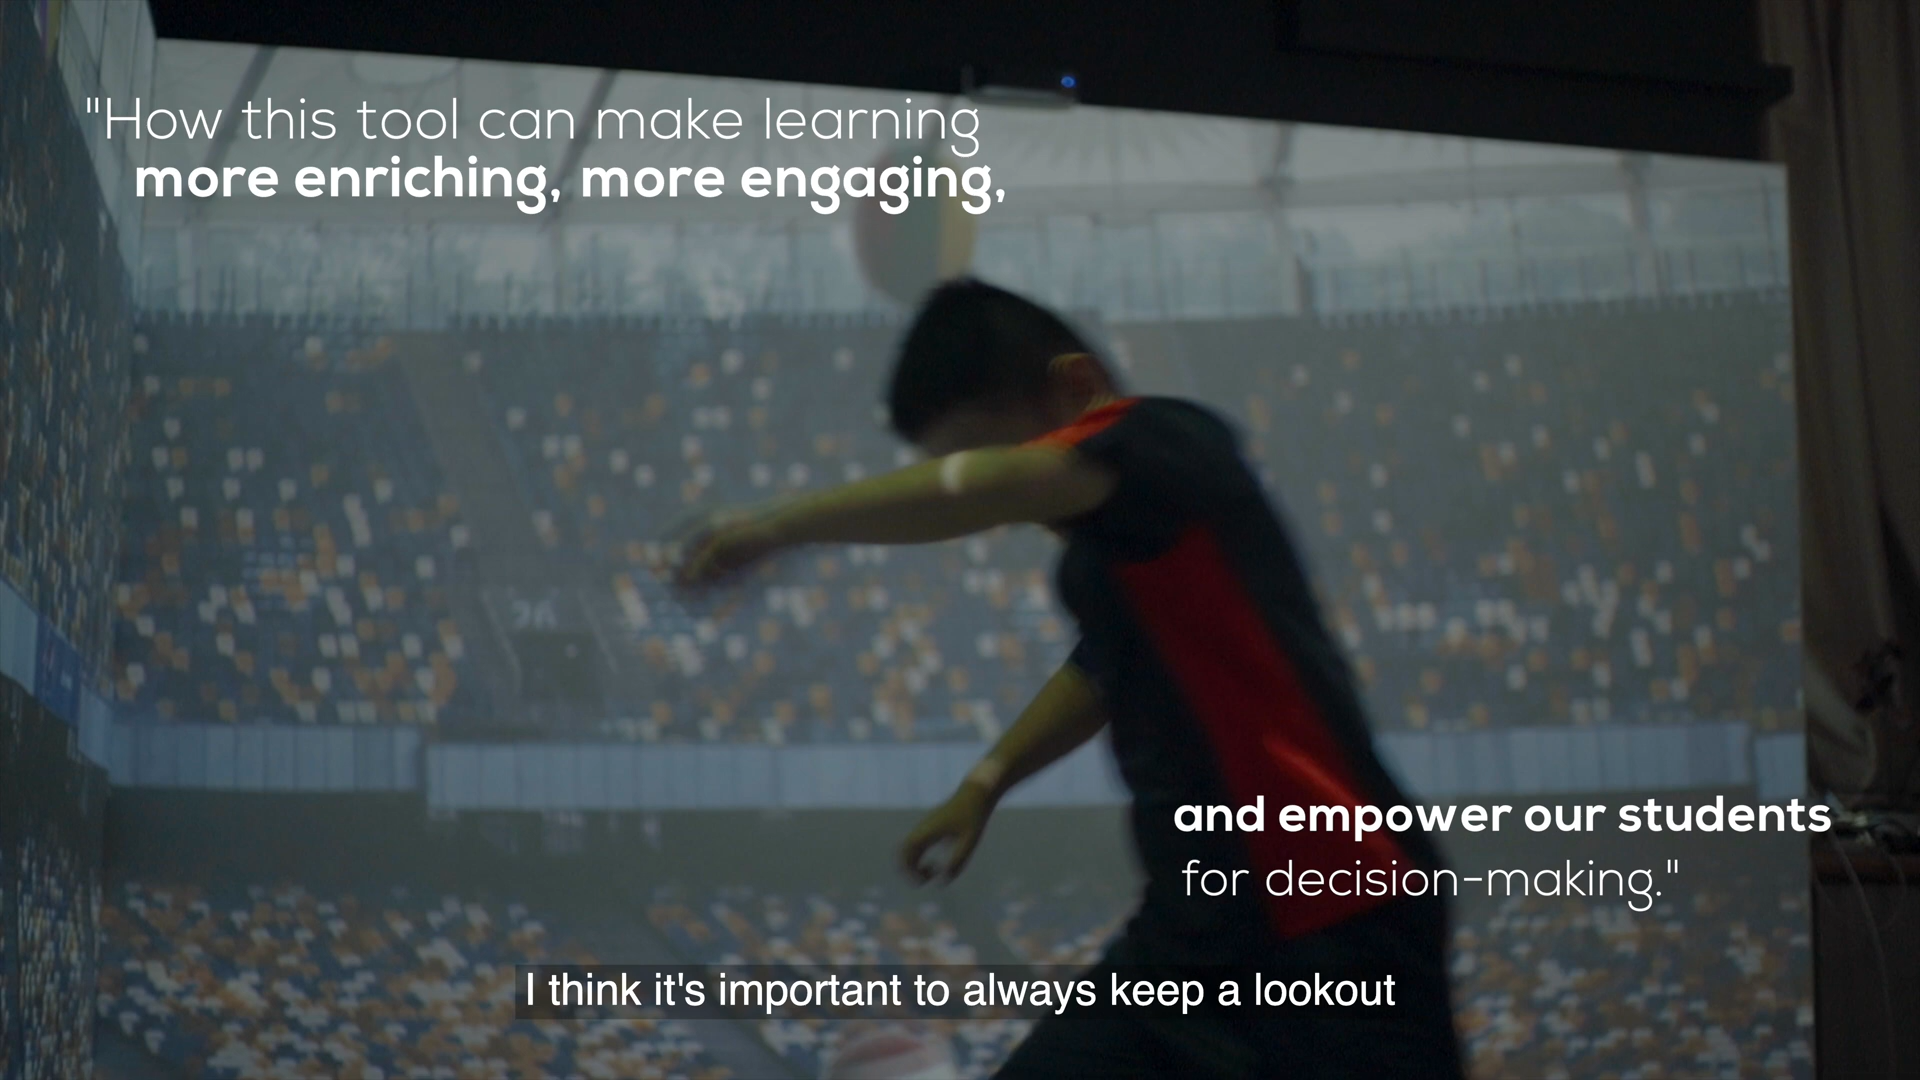 "How this tool can make learning
more enriching, more engaging,
and empower our students
for decision-making."
I think it's important to always keep a lookout